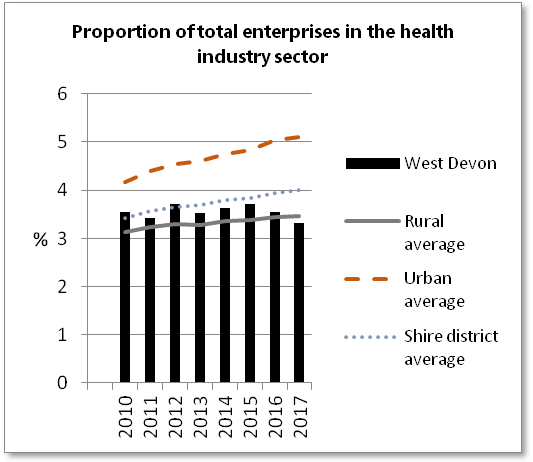 Proportion of total enterprises in the health
industry sector
6
5
4
3
2
1
0
%
2010
2011
2012
2013
2014
2015
2016
2017
West Devon
Rural
average
Urban
average
Shire district
average